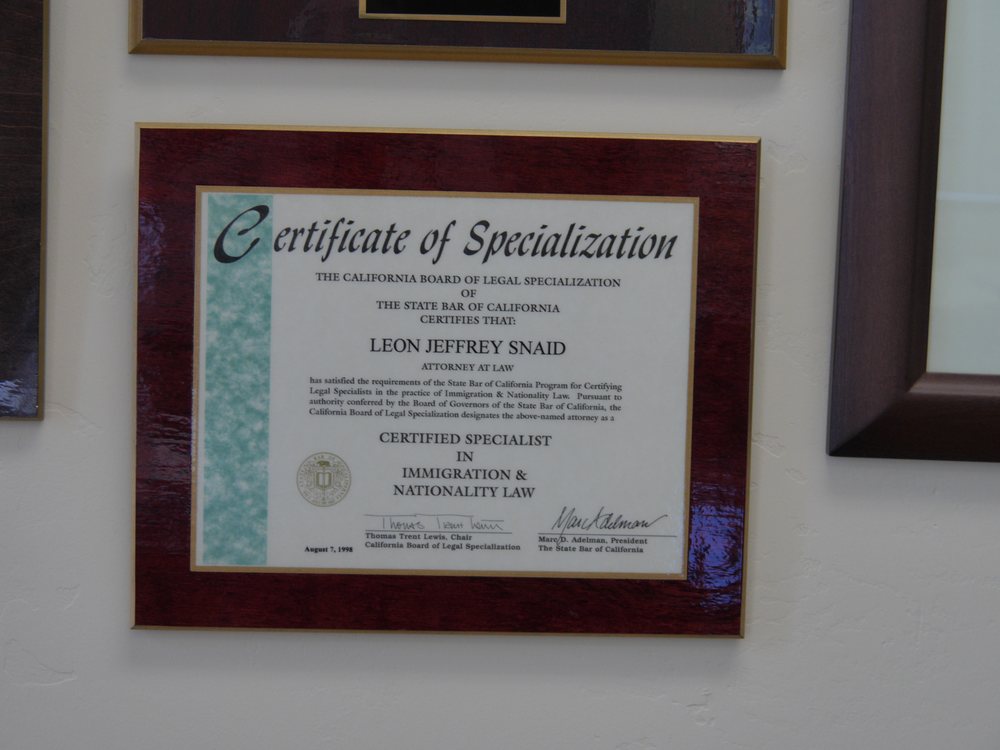 Certificate of Specialization
THE CALIFORNIA BOARD OF LEGAL SPECIALIZATION
OF
THE STATE BAR OF CALIFORNIA
CERTIFIES THAT:
LEON JEFFREY SNAID
ATTORNEY AT LAW
has satisfied the requirements of the State Bar of California Program for Certifying
Legal Specialists in the practice of Immigration & Nationality Law. Pursuant to
authority conferred by the Board of Governors of the State Bar of California, the
California Board of Legal Specialization designates the above-named attorney as a
CERTIFIED SPECIALIST
IN
IMMIGRATION &
NATIONALITY LAW
August 7, 1998
Thomas Trent Lewis
Thomas Trent Lewis, Chair
California Board of Legal Specialization
Marc D. Adelman
Marc D. Adelman, President
The State Bar of California